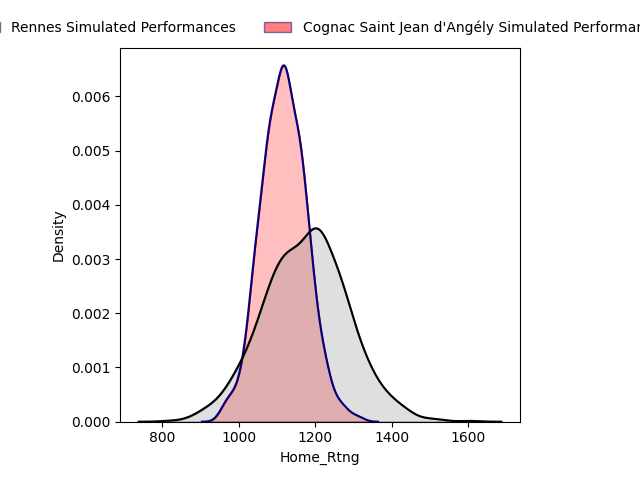 Rennes Simulated Performances
Cognac Saint Jean d'Angély Simulated
0.006
0.005
0.004
0.003
0.002
0.001
0.000
Density
800 1000 1200 1400 1600
Home_Rtng